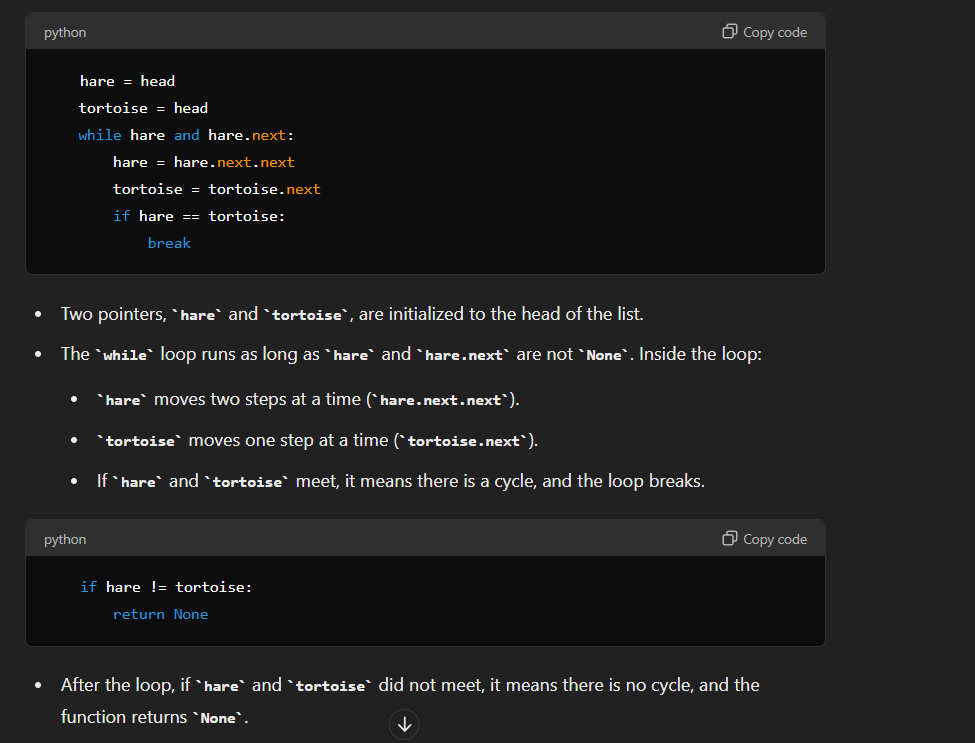 python Copy code
hare = head
tortoise = head
while hare and hare.next:
hare = hare.next.next
tortoise = tortoise.next
if hare == tortoise:
break
• Two pointers, `hare` and `tortoise`, are initialized to the head of the list.
• The `while` loop runs as long as `hare` and `hare.next` are not `None`. Inside the loop:
• `hare` moves two steps at a time (`hare.next.next`).
• `tortoise` moves one step at a time (`tortoise.next`).
• If `hare` and `tortoise` meet, it means there is a cycle, and the loop breaks.
python Copy code
if hare != tortoise:
return None
• After the loop, if `hare` and `tortoise` did not meet, it means there is no cycle, and the
function returns `None`.